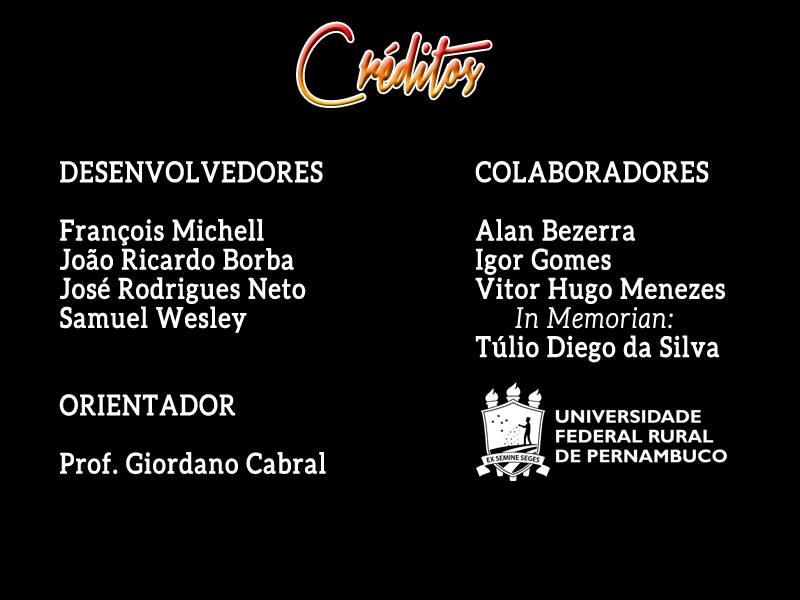 Créditos
DESENVOLVEDORES
François Michell
João Ricardo Borba
José Rodrigues Neto
Samuel Wesley
ORIENTADOR
Prof. Giordano Cabral
COLABORADORES
Alan Bezerra
Igor Gomes
Vitor Hugo Menezes
In Memorian:
Túlio Diego da Silva
EX SEMINE SEGES
UNIVERSIDADE
FEDERAL RURAL
DE PERNAMBUCO